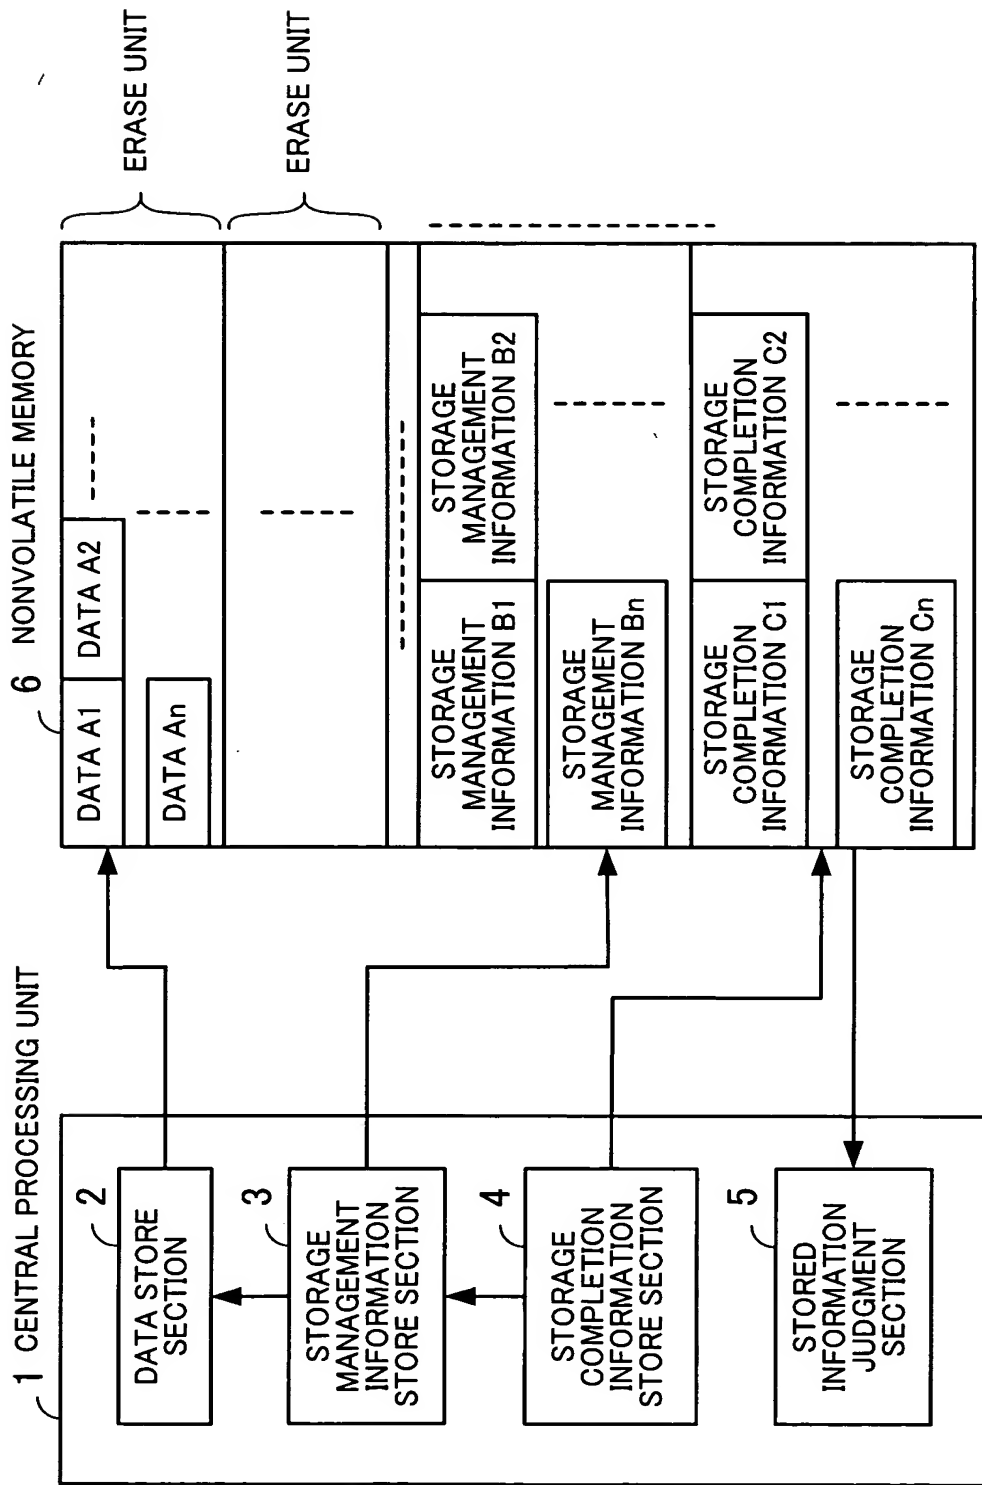 1 CENTRAL PROCESSING UNIT
2
DATA STORE
SECTION
3
STORAGE
MANAGEMENT
INFORMATION
STORE SECTION
4
STORAGE
COMPLETION
INFORMATION
STORE SECTION
5
STORED
INFORMATION
JUDGMENT
SECTION
6 NONVOLATILE MEMORY
DATA A1
DATA A2
DATA An
ERASE UNIT
ERASE UNIT
STORAGE
MANAGEMENT
INFORMATION B1
STORAGE
MANAGEMENT
INFORMATION B2
STORAGE
MANAGEMENT
INFORMATION Bn
STORAGE
COMPLETION
INFORMATION C1
STORAGE
COMPLETION
INFORMATION C2
STORAGE
COMPLETION
INFORMATION Cn